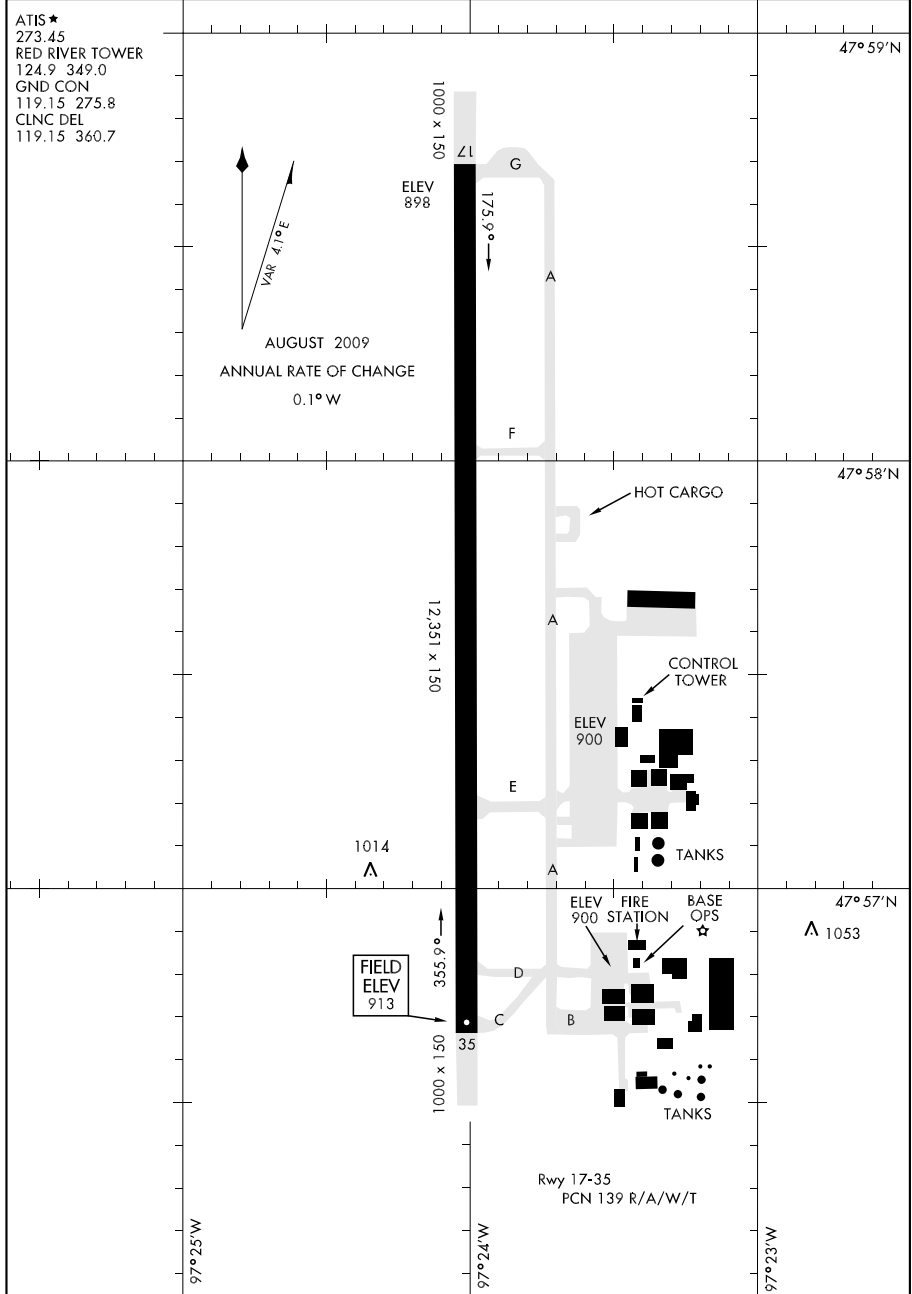 ATIS ★
273.45
RED RIVER TOWER
124.9 349.0
GND CON
119.15 275.8
CLNC DEL
119.15 360.7
47°59'N
1000 x 150
17
G
ELEV
898
175.9°
VAR 4.1° E
A
AUGUST 2009
ANNUAL RATE OF CHANGE
0.1° W
F
47°58'N
HOT CARGO
12,351 x 150
A
CONTROL
TOWER
ELEV
900
E
1014
TANKS
A
47°57'N
ELEV
900
FIRE
STATION
BASE
OPS
1053
355.9°
D
FIELD
ELEV
913
C
B
35
1000 x 150
TANKS
Rwy 17-35
PCN 139 R/A/W/T
97°25'W
97°24'W
97°23'W